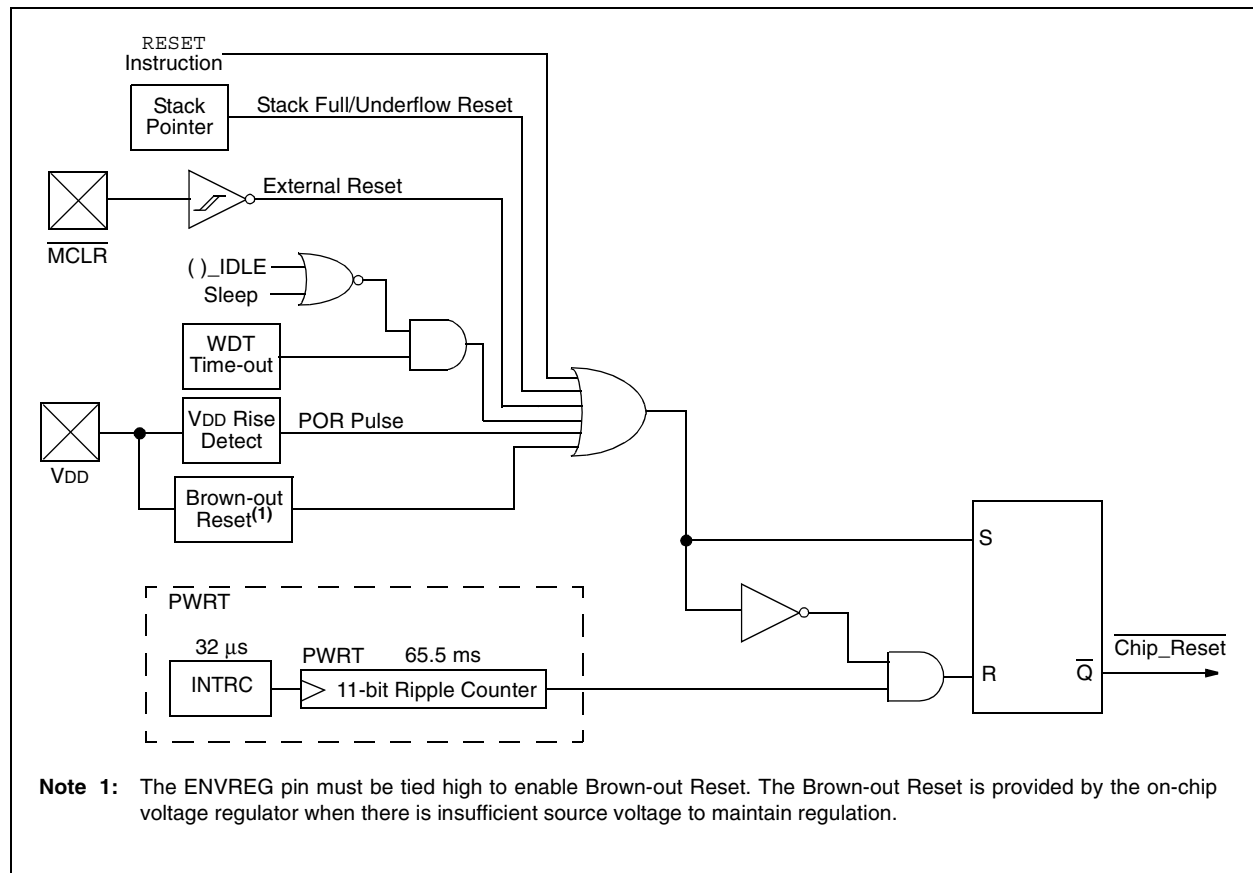 RESET
Instruction
Stack
Pointer
Stack Full/Underflow Reset
External Reset
MCLR
( )_IDLE
Sleep
WDT
Time-out
VDD Rise
Detect
POR Pulse
VDD
Brown-out
Reset(1)
S
PWRT
32 μs
PWRT
65.5 ms
INTRC
11-bit Ripple Counter
R
Q
Chip_Reset
Note 1: The ENVREG pin must be tied high to enable Brown-out Reset. The Brown-out Reset is provided by the on-chip
voltage regulator when there is insufficient source voltage to maintain regulation.